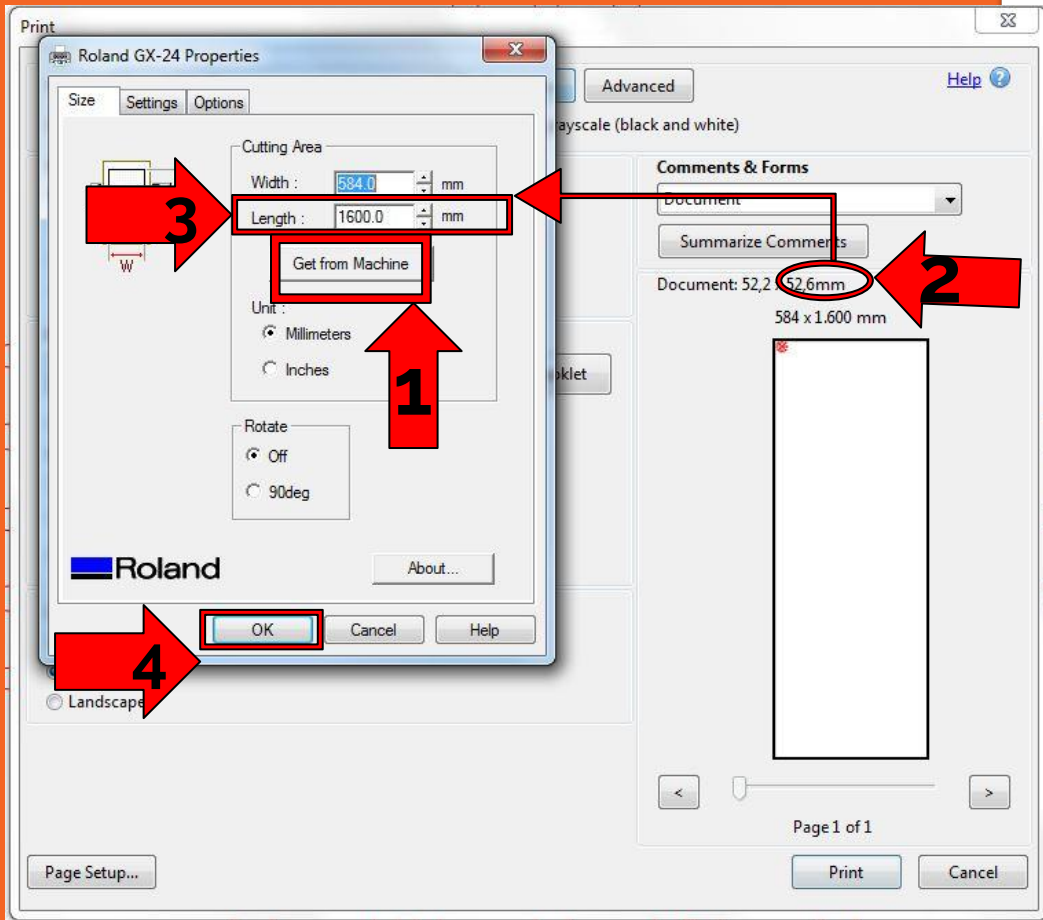 Print
Roland GX-24 Properties
Advanced
Help
Size Settings Options
ayscale (black and white)
Cutting Area
Width : 584.0 mm
Length : 1600.0 mm
Get from Machine
Unit :
Millimeters
Inches
W
Rotate
Off
90deg
Roland
About...
OK Cancel Help
Comments & Forms
Document
Summarize Comments
Document: 52,2 x 52,6mm
584 x 1.600 mm
oklet
Landscape
3
2
1
4
< >
Page 1 of 1
Page Setup...
Print Cancel